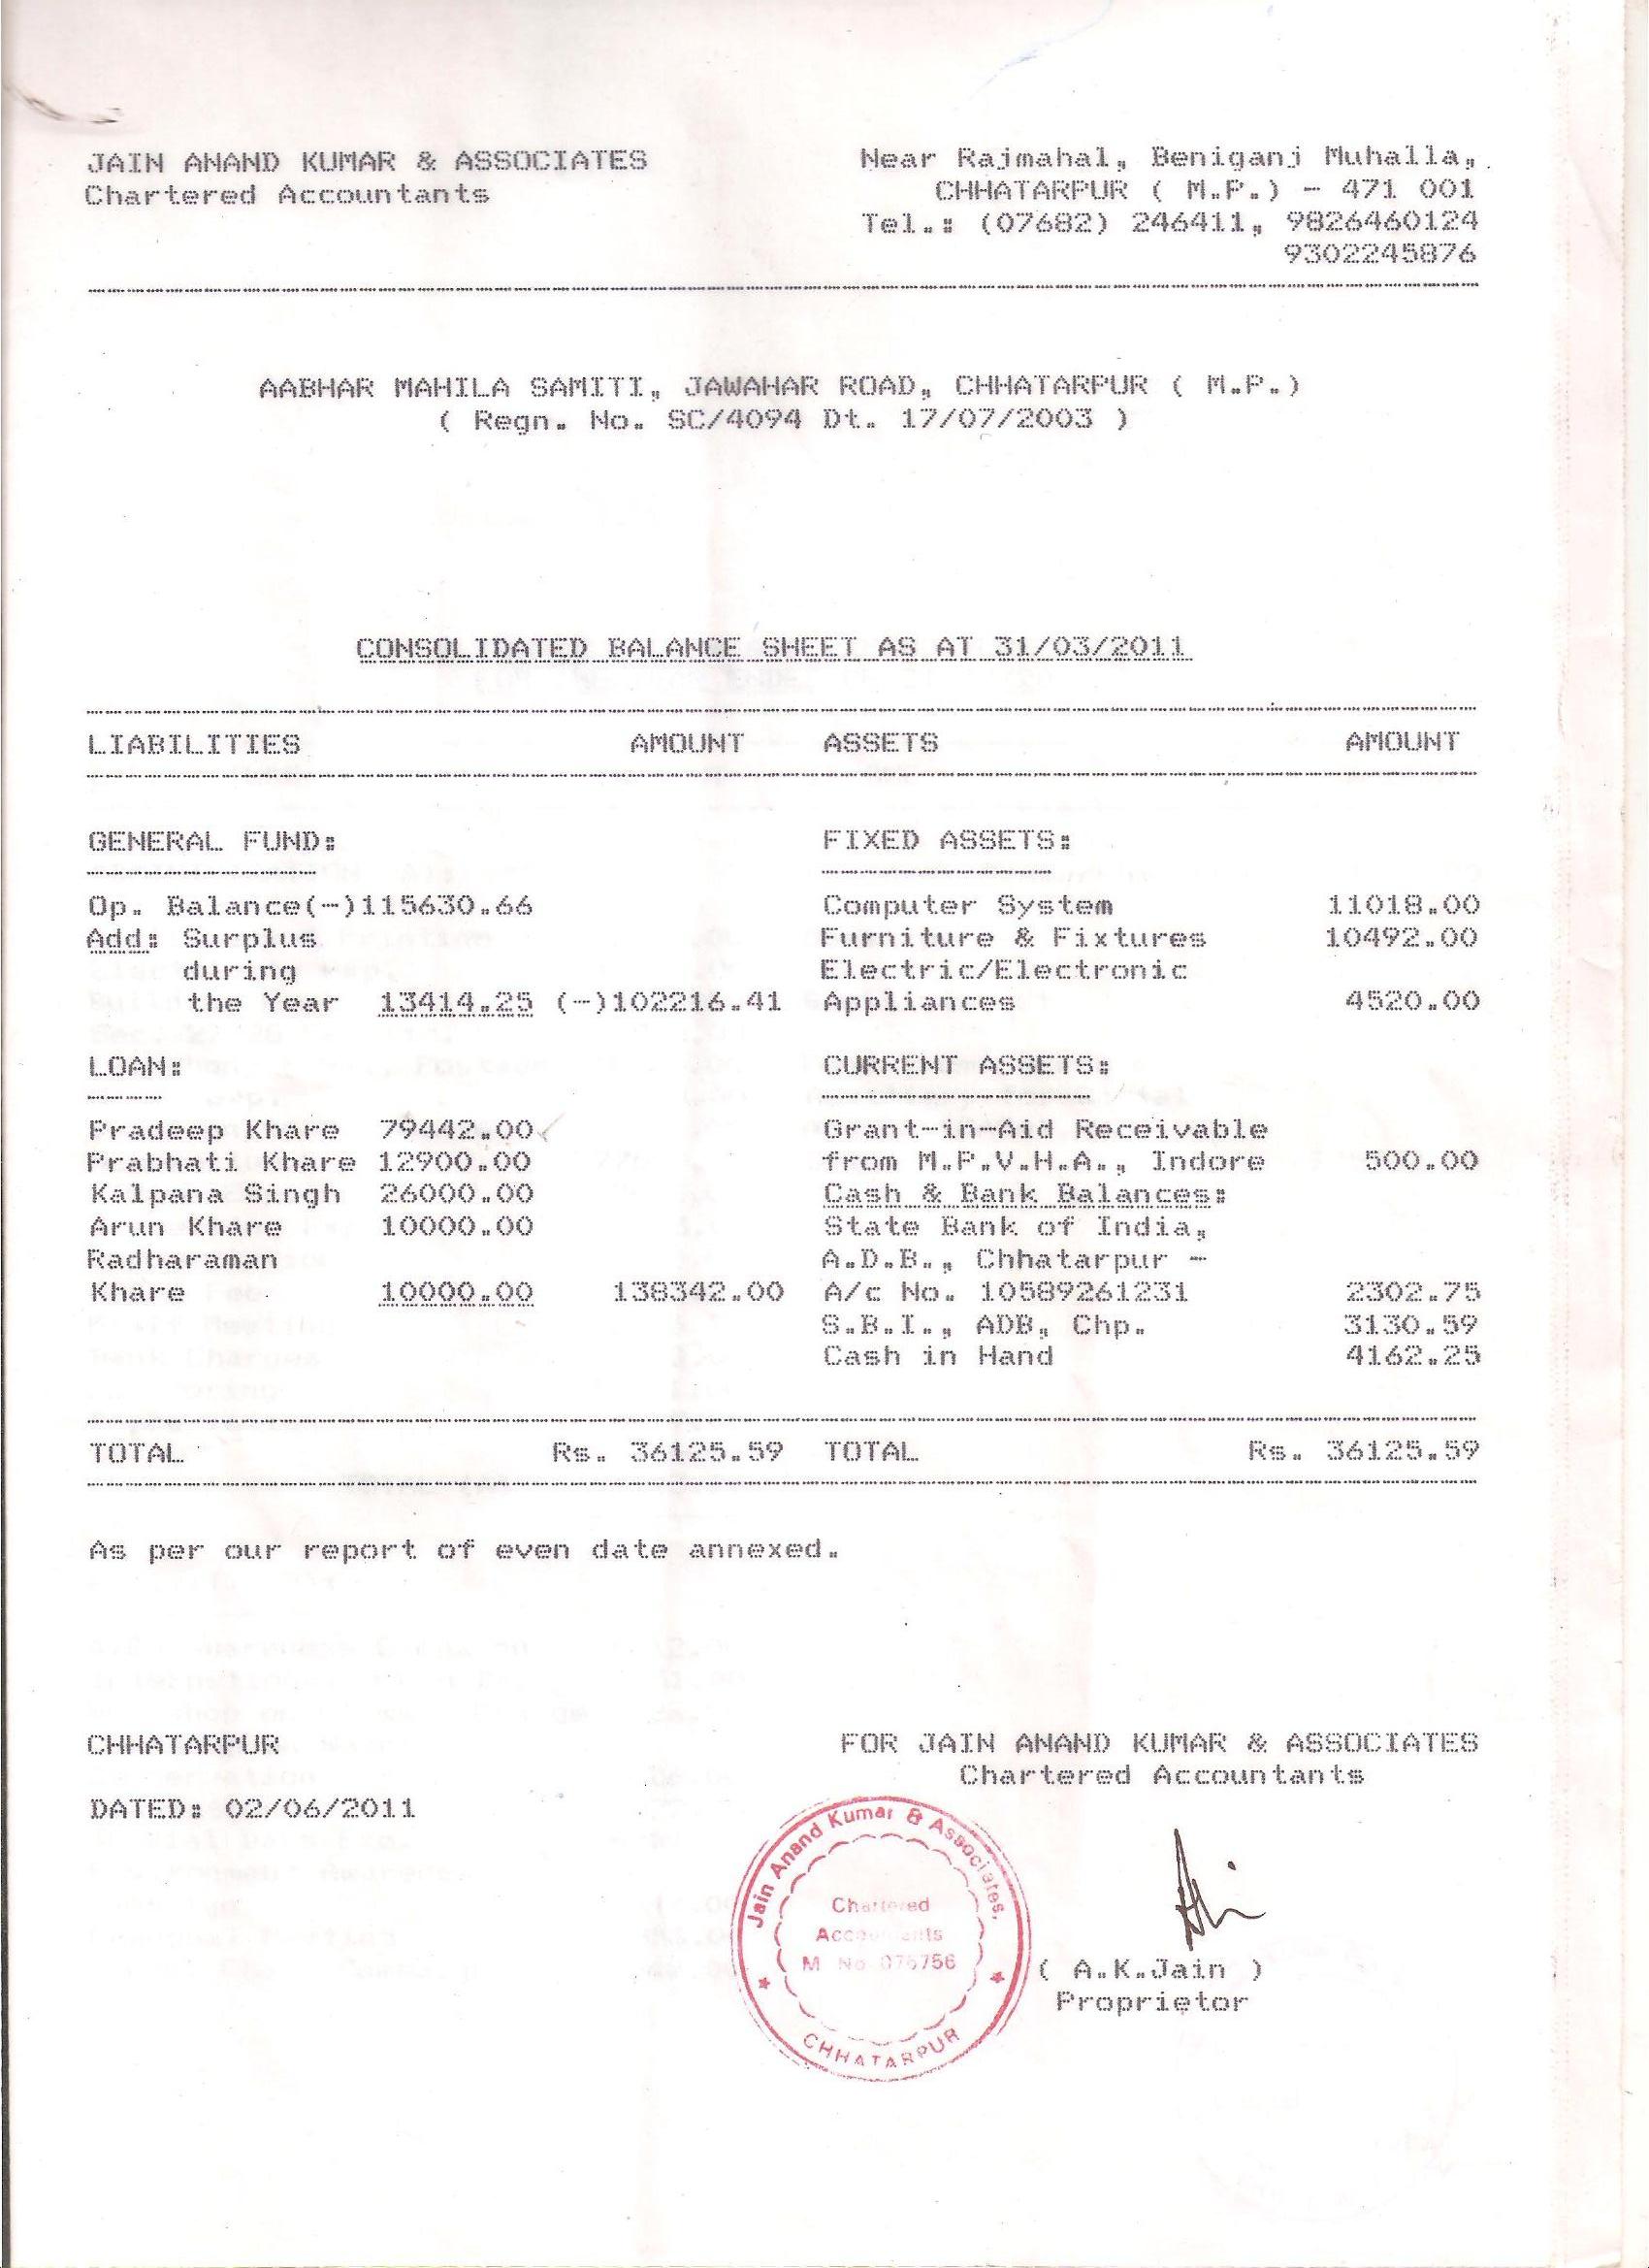 JAIN ANAND KUMAR & ASSOCIATES    Near Rajmahal, Beniganj Muhalla,
Chartered Accountants    CHHATARPUR ( M.P.) - 471 001
Tel.: (07682) 246411, 9826460124
9302245876
AABHAR MAHILA SAMITI, JAWAHAR ROAD, CHHATARPUR ( M.P.)
( Regn. No. SC/4094 Dt. 17/07/2003 )
CONSOLIDATED BALANCE SHEET AS AT 31/03/2011
LIABILITIES    AMOUNT    ASSETS    AMOUNT
GENERAL FUND:    FIXED ASSETS:
Op. Balance(-)115630.66    Computer System    11018.00
Add: Surplus    Furniture & Fixtures    10492.00
during    Electric/Electronic
the Year    13414.25    (-)102216.41    Appliances    4520.00
LOAN:    CURRENT ASSETS:
Pradeep Khare    79442.00    Grant-in-Aid Receivable
Prabhati Khare    12900.00    from M.P.V.H.A., Indore    500.00
Kalpana Singh    26000.00    Cash & Bank Balances:
Arun Khare    10000.00    State Bank of India,
Radharaman    A.D.B., Chhatarpur -
Khare    10000.00    138342.00    A/c No. 10589261231    2302.75
S.B.I., ADB, Chp.    3130.59
Cash in Hand    4162.25
TOTAL    Rs. 36125.59    TOTAL    Rs. 36125.59
As per our report of even date annexed.
CHHATARPUR    FOR JAIN ANAND KUMAR & ASSOCIATES
Chartered Accountants
DATED: 02/06/2011
Jain Anand Kumar & Associates,
Chartered
Accountants
M No 076756
CHHATARPUR
( A.K.Jain )
Proprietor